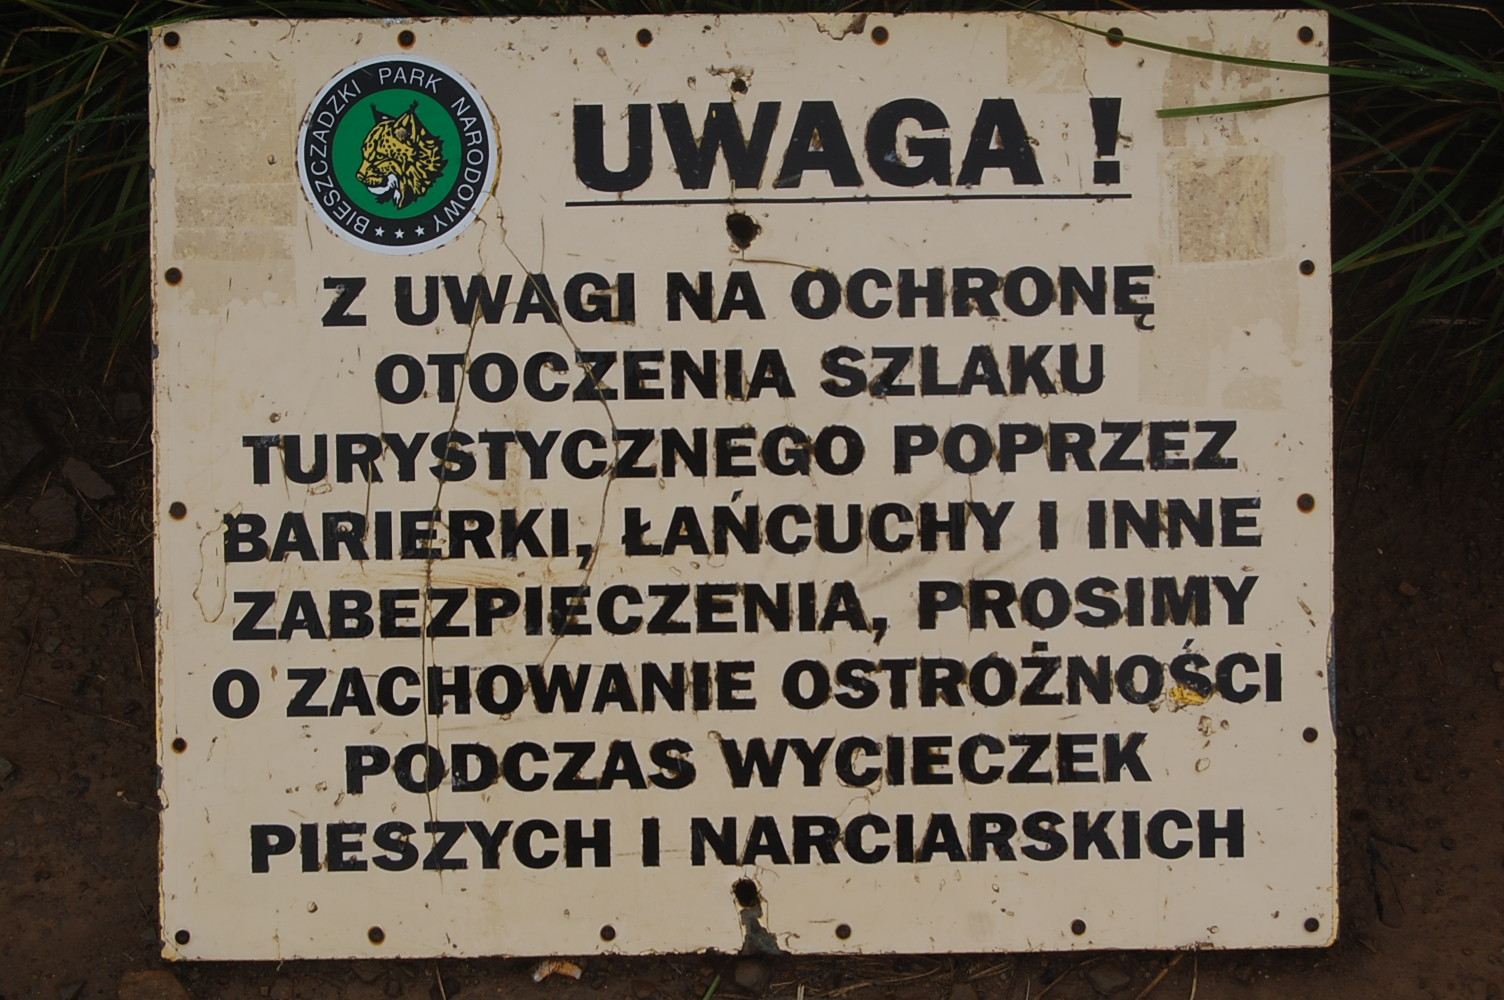 BIESZCZADZKI PARK NARODOWY
UWAGA !
Z UWAGI NA OCHRONĘ
OTOCZENIA SZLAKU
TURYSTYCZNEGO POPRZEZ
BARIERKI, ŁAŃCUCHY I INNE
ZABEZPIECZENIA, PROSIMY
O ZACHOWANIE OSTROŻNOŚCI
PODCZAS WYCIECZEK
PIESZYCH I NARCIARSKICH